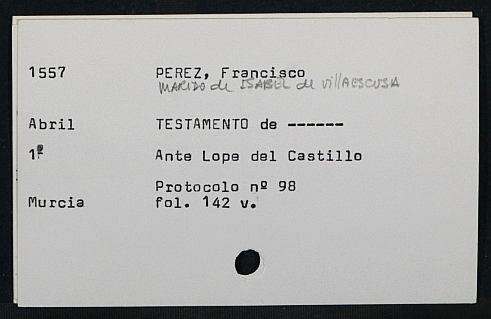 1557 PEREZ, Francisco
MARIDO de ISABEL de VillAESCUSA
Abril TESTAMENTO de ------
1º Ante Lope del Castillo
Protocolo nº 98
Murcia fol. 142 v.